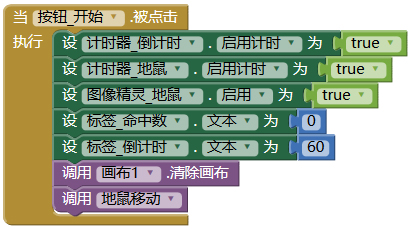 当 按钮_开始 .被点击
执行 设 计时器_倒计时 . 启用计时 为 true
设 计时器_地鼠 . 启用计时 为 true
设 图像精灵_地鼠 . 启用 为 true
设 标签_命中数 . 文本 为 0
设 标签_倒计时 . 文本 为 60
调用 画布1 .清除画布
调用 地鼠移动